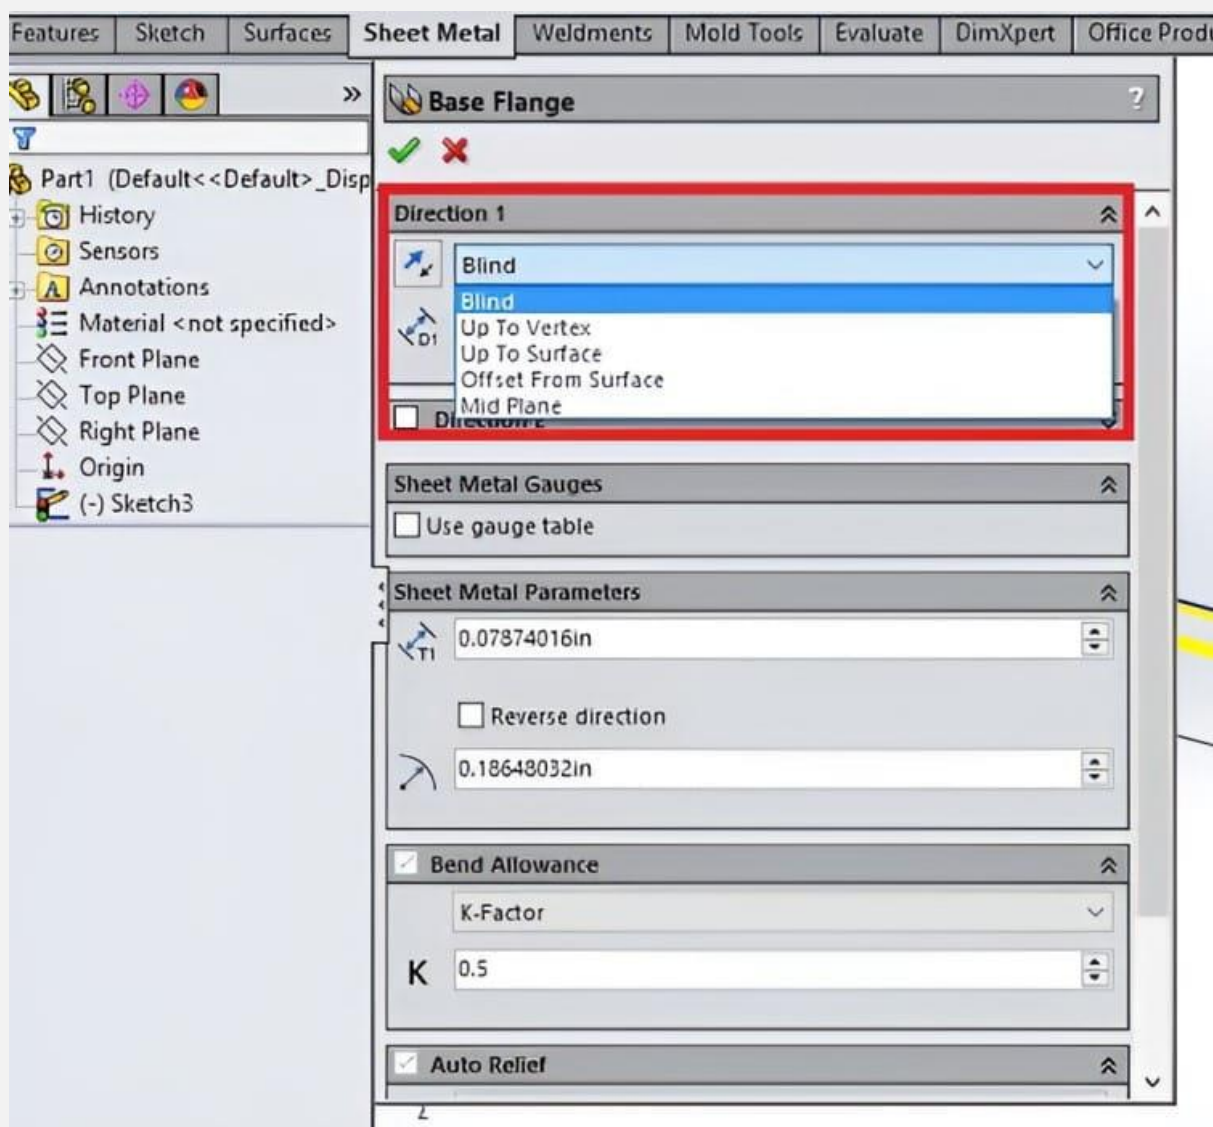 Features Sketch Surfaces Sheet Metal Weldments Mold Tools Evaluate DimXpert Office Produ
»
Part1 (Default<<Default>_Disp
History
Sensors
Annotations
Material <not specified>
Front Plane
Top Plane
Right Plane
Origin
(-) Sketch3
Base Flange ?
Direction 1
Blind
D1
Blind
Up To Vertex
Up To Surface
Offset From Surface
Mid Plane
Direction 2
Sheet Metal Gauges
Use gauge table
Sheet Metal Parameters
T1 0.07874016in
Reverse direction
0.18648032in
Bend Allowance
K-Factor
K 0.5
Auto Relief